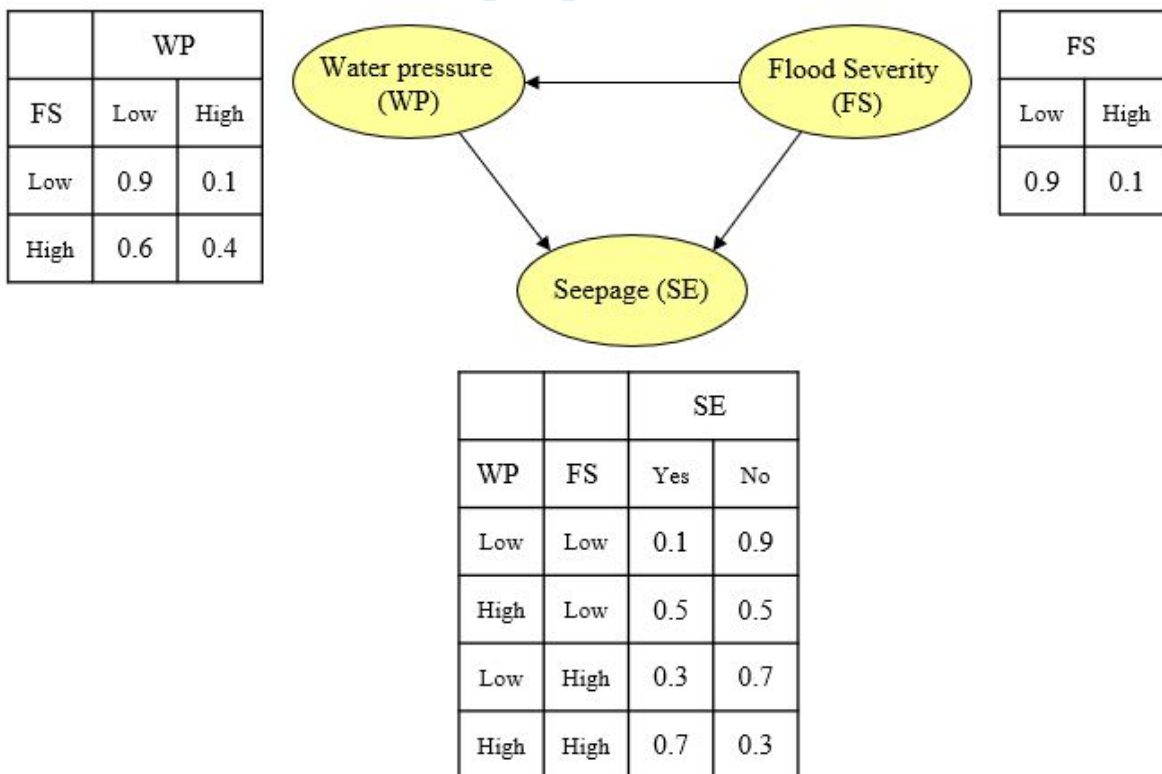 WP
FS Low High
Low 0.9 0.1
High 0.6 0.4
Water pressure
(WP)
Flood Severity
(FS)
FS
Low High
0.9 0.1
Seepage (SE)
SE
WP FS Yes No
Low Low 0.1 0.9
High Low 0.5 0.5
Low High 0.3 0.7
High High 0.7 0.3